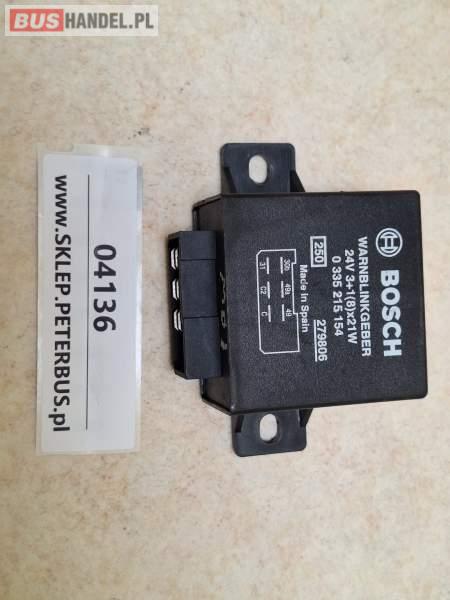 BUSHANDEL.PL
04136
www.SKLEP.PETERBUS.pl
BOSCH
WARNBLINKGEBER
24V 3+1(8)x21W
0 335 215 154
250
279806
Made in Spain
30b 49a 49
31 C2 C